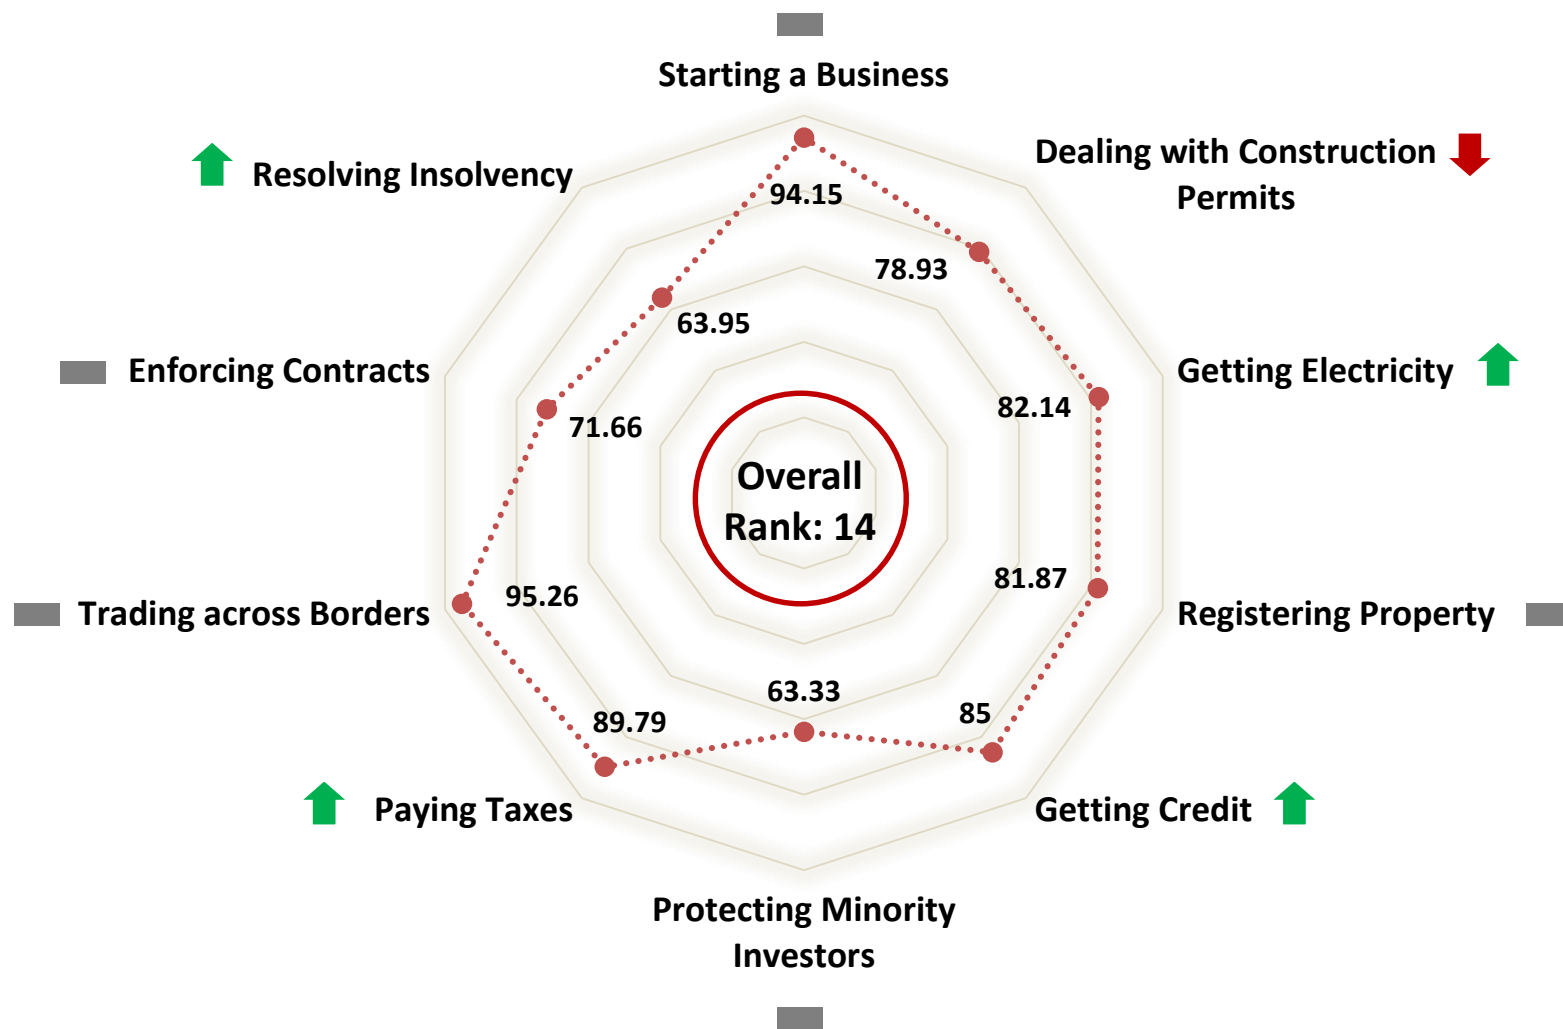 Starting a Business
94.15
Dealing with Construction
Permits
78.93
Getting Electricity
82.14
Registering Property
81.87
Getting Credit
85
Protecting Minority
Investors
63.33
Paying Taxes
89.79
Trading across Borders
95.26
Enforcing Contracts
71.66
Resolving Insolvency
63.95
Overall
Rank: 14